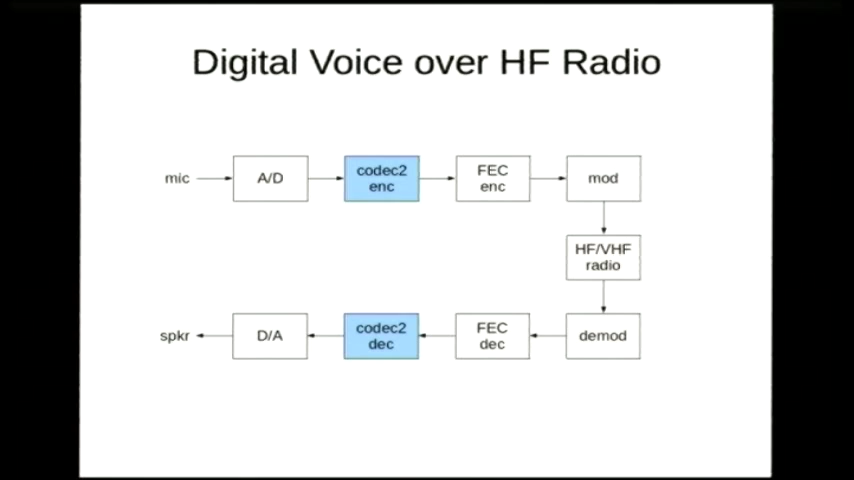 Digital Voice over HF Radio
mic
A/D
codec2
enc
FEC
enc
mod
HF/VHF
radio
spkr
D/A
codec2
dec
FEC
dec
demod